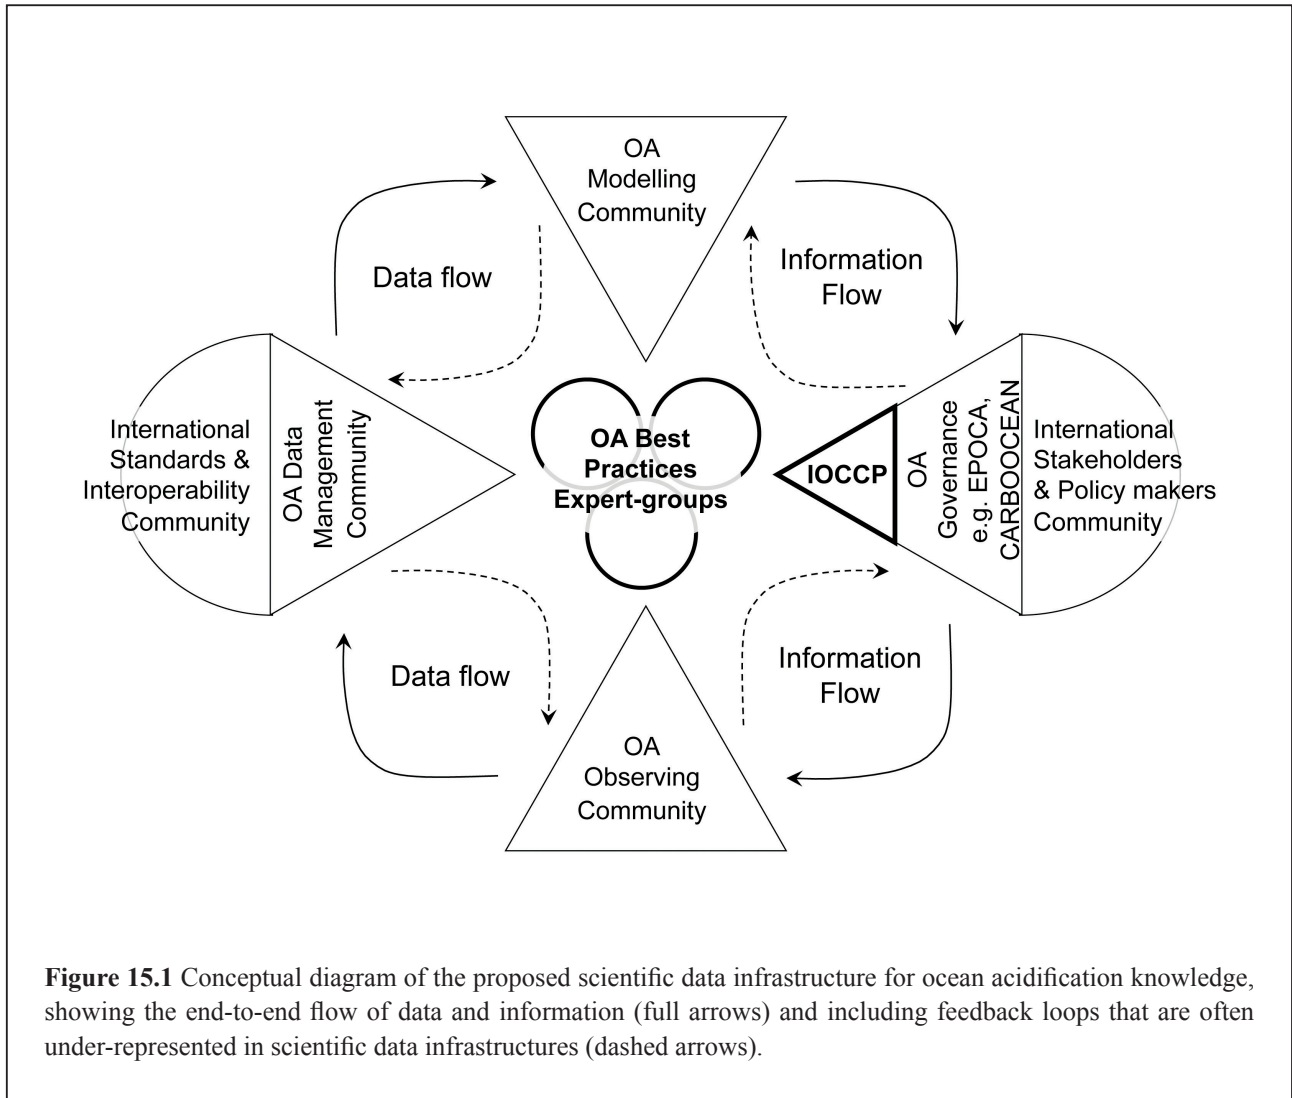 OA
Modelling
Community
Data flow
Information
Flow
International
Standards &
Interoperability
Community
OA Data
Management
Community
OA Best
Practices
Expert-groups
IOCCP
OA
Governance
e.g. EPOCA,
CARBOOCEAN
International
Stakeholders
& Policy makers
Community
Data flow
Information
Flow
OA
Observing
Community
Figure 15.1 Conceptual diagram of the proposed scientific data infrastructure for ocean acidification knowledge,
showing the end-to-end flow of data and information (full arrows) and including feedback loops that are often
under-represented in scientific data infrastructures (dashed arrows).